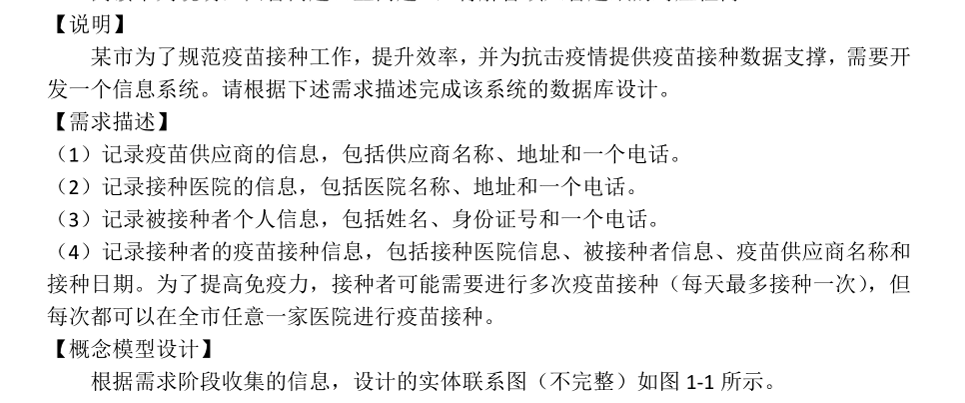 【说明】
某市为了规范疫苗接种工作，提升效率，并为抗击疫情提供疫苗接种数据支撑，需要开
发一个信息系统。请根据下述需求描述完成该系统的数据库设计。
【需求描述】
（1）记录疫苗供应商的信息，包括供应商名称、地址和一个电话。
（2）记录接种医院的信息，包括医院名称、地址和一个电话。
（3）记录被接种者个人信息，包括姓名、身份证号和一个电话。
（4）记录接种者的疫苗接种信息，包括接种医院信息、被接种者信息、疫苗供应商名称和
接种日期。为了提高免疫力，接种者可能需要进行多次疫苗接种（每天最多接种一次），但
每次都可以在全市任意一家医院进行疫苗接种。
【概念模型设计】
根据需求阶段收集的信息，设计的实体联系图（不完整）如图 1-1 所示。